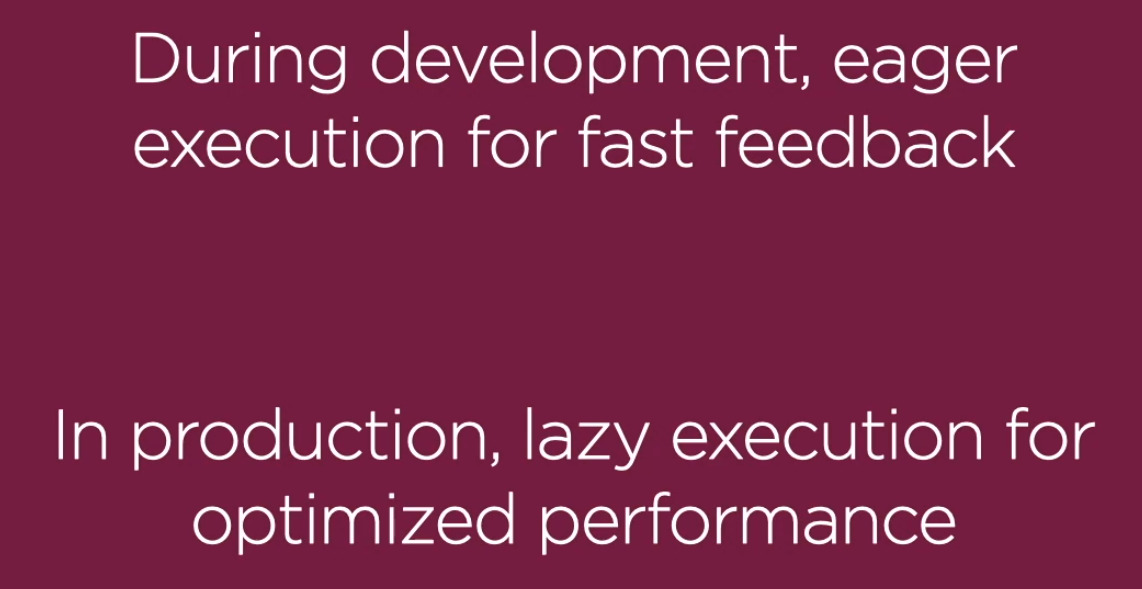 During development, eager
execution for fast feedback
In production, lazy execution for
optimized performance